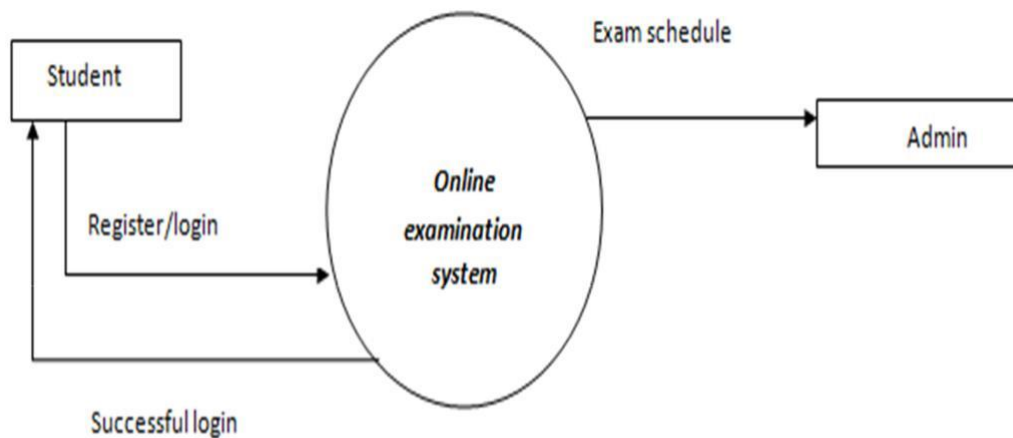 Exam schedule
Student
Admin
Online
examination
system
Register/login
Successful login